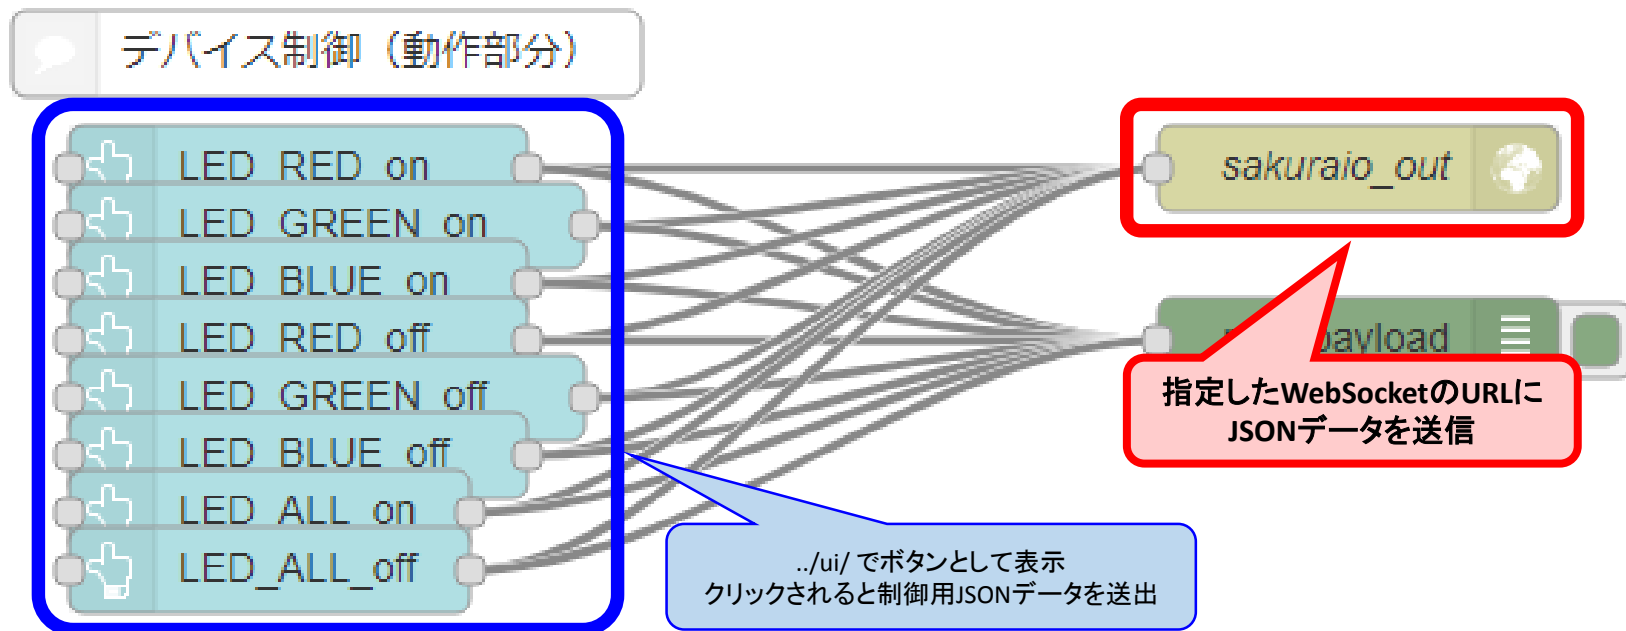 デバイス制御（動作部分）
LED_RED_on
LED_GREEN_on
LED_BLUE_on
LED_RED_off
LED_GREEN_off
LED_BLUE_off
LED_ALL_on
LED_ALL_off
sakuraio_out
payload
指定したWebSocketのURLに
JSONデータを送信
../ui/ でボタンとして表示
クリックされると制御用JSONデータを送出